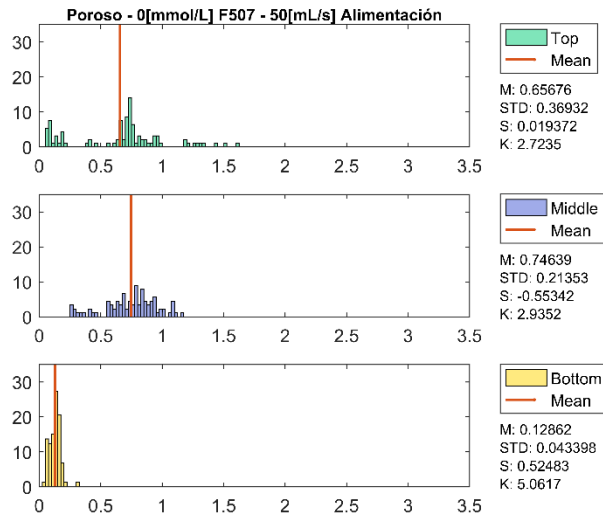 Poroso - 0[mmol/L] F507 - 50[mL/s] Alimentación
30
20
10
0
0 0.5 1 1.5 2 2.5 3 3.5
Top
Mean
M: 0.65676
STD: 0.36932
S: 0.019372
K: 2.7235
30
20
10
0
0 0.5 1 1.5 2 2.5 3 3.5
Middle
Mean
M: 0.74639
STD: 0.21353
S: -0.55342
K: 2.9352
30
20
10
0
0 0.5 1 1.5 2 2.5 3 3.5
Bottom
Mean
M: 0.12862
STD: 0.043398
S: 0.52483
K: 5.0617